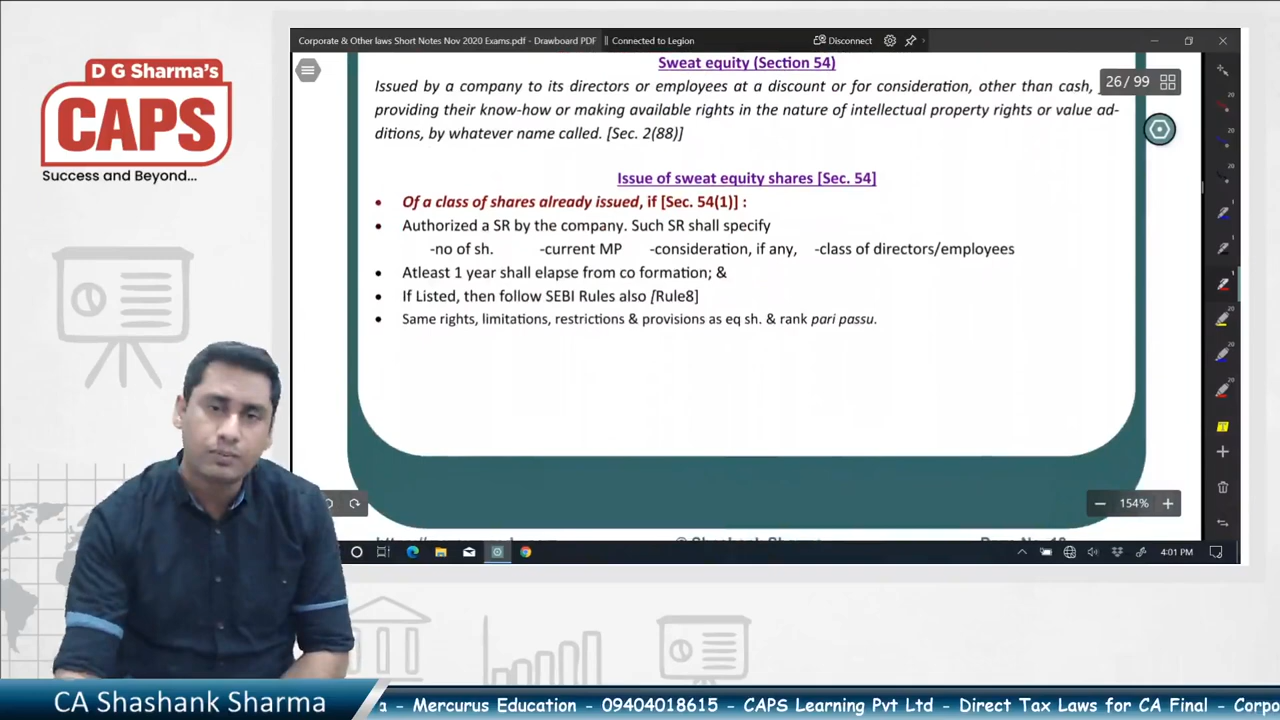 D G Sharma's
CAPS
Success and Beyond...
Corporate & Other laws Short Notes Nov 2020 Exams.pdf - Drawboard PDF
Connected to Legion
Disconnect
26 / 99
Sweat equity (Section 54)
Issued by a company to its directors or employees at a discount or for consideration, other than cash,
providing their know-how or making available rights in the nature of intellectual property rights or value ad-
ditions, by whatever name called. [Sec. 2(88)]
Issue of sweat equity shares [Sec. 54]
• Of a class of shares already issued, if [Sec. 54(1)] :
• Authorized a SR by the company. Such SR shall specify
-no of sh. -current MP -consideration, if any, -class of directors/employees
• Atleast 1 year shall elapse from co formation; &
• If Listed, then follow SEBI Rules also [Rule8]
• Same rights, limitations, restrictions & provisions as eq sh. & rank pari passu.
154%
4:01 PM
CA Shashank Sharma
a - Mercurus Education - 09404018615 - CAPS Learning Pvt Ltd - Direct Tax Laws for CA Final - Corpo